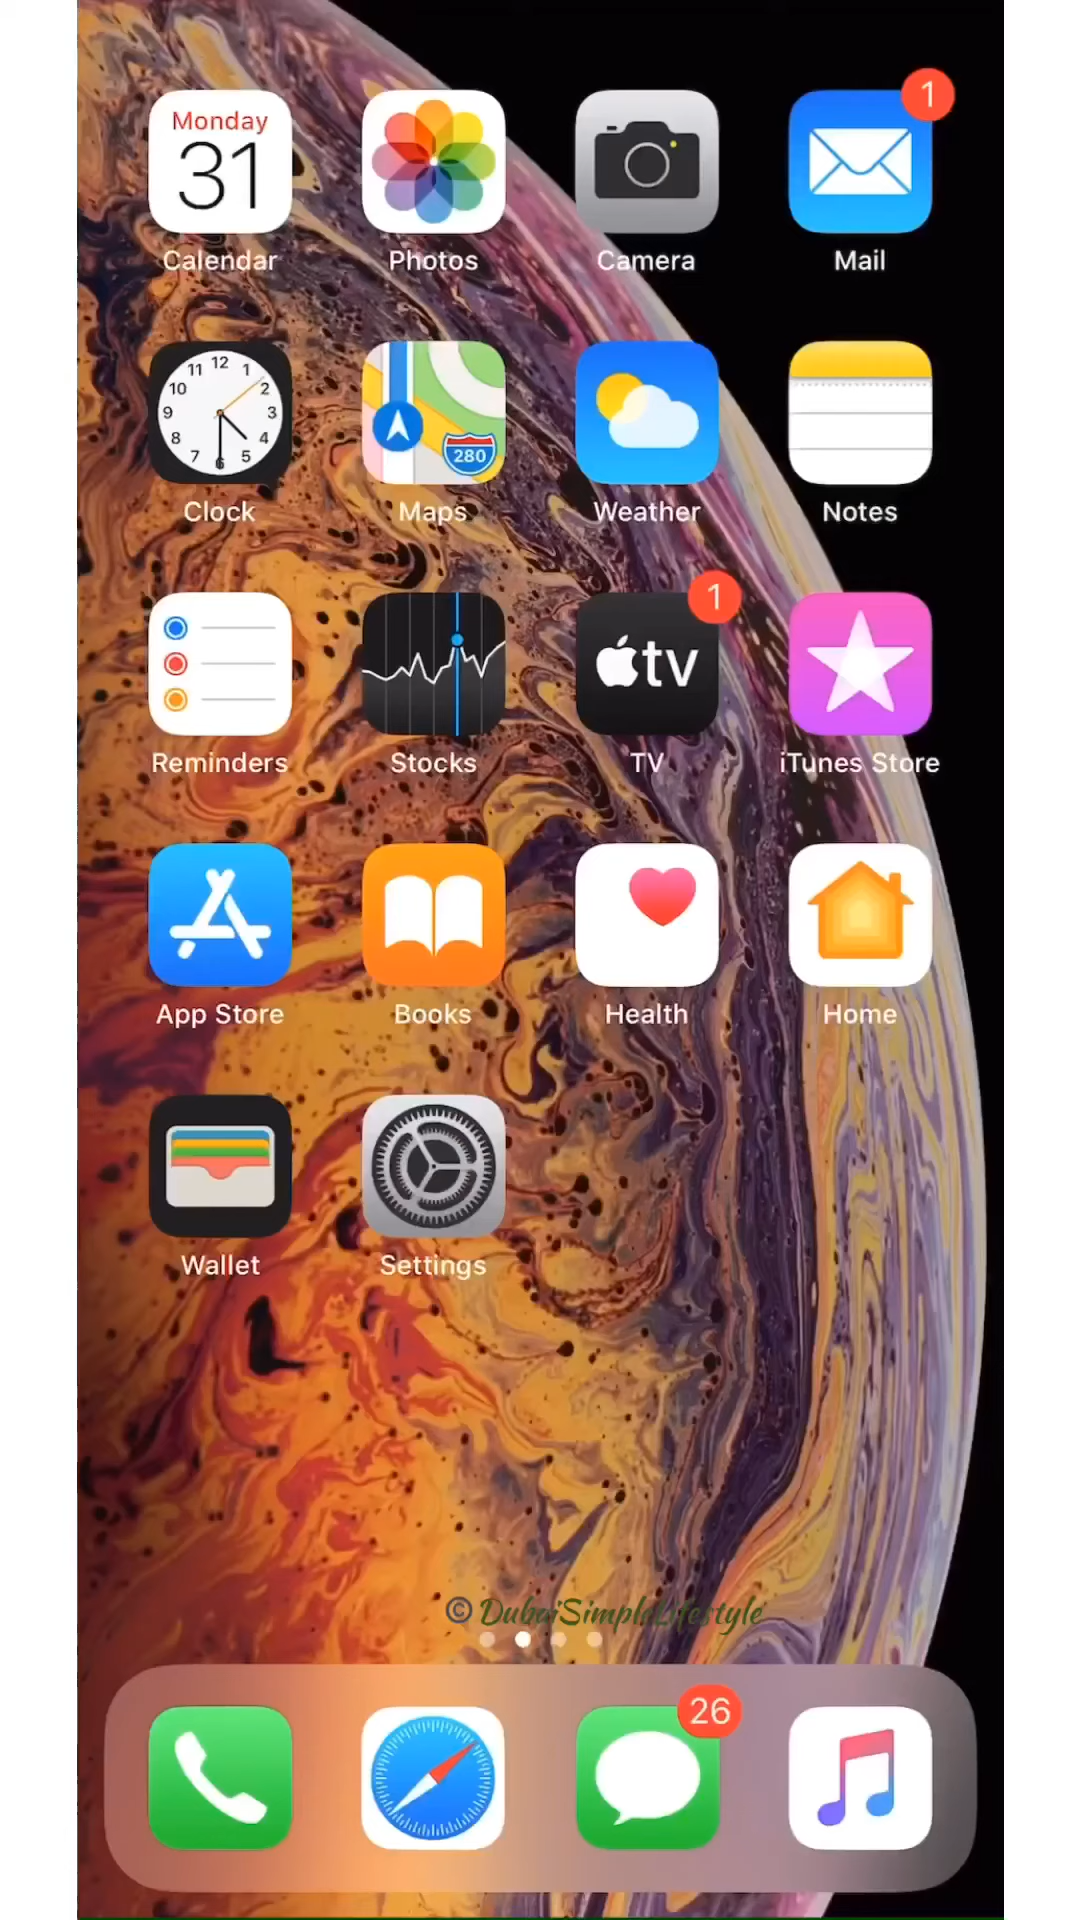 1
Monday
31
Calendar Photos Camera Mail
12
11 1
10 2
9 3
8 4
7 5
6
280
Clock Maps Weather Notes
1
tv
Reminders Stocks TV iTunes Store
App Store Books Health Home
Wallet Settings
© DubaiSimpleLifestyle
26